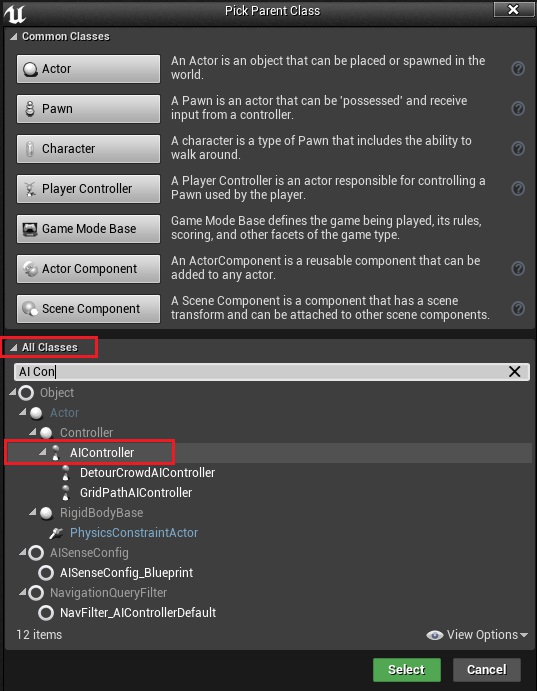 Pick Parent Class
Common Classes
Actor
An Actor is an object that can be placed or spawned in the
world.
Pawn
A Pawn is an actor that can be 'possessed' and receive
input from a controller.
Character
A character is a type of Pawn that includes the ability to
walk around.
Player Controller
A Player Controller is an actor responsible for controlling a
Pawn used by the player.
Game Mode Base
Game Mode Base defines the game being played, its rules,
scoring, and other facets of the game type.
Actor Component
An ActorComponent is a reusable component that can be
added to any actor.
Scene Component
A Scene Component is a component that has a scene
transform and can be attached to other scene components.
All Classes
AI Con
Object
Actor
Controller
AIController
DetourCrowdAIController
GridPathAIController
RigidBodyBase
PhysicsConstraintActor
AISenseConfig
AISenseConfig_Blueprint
NavigationQueryFilter
NavFilter_AIControllerDefault
12 items
View Options
Select
Cancel